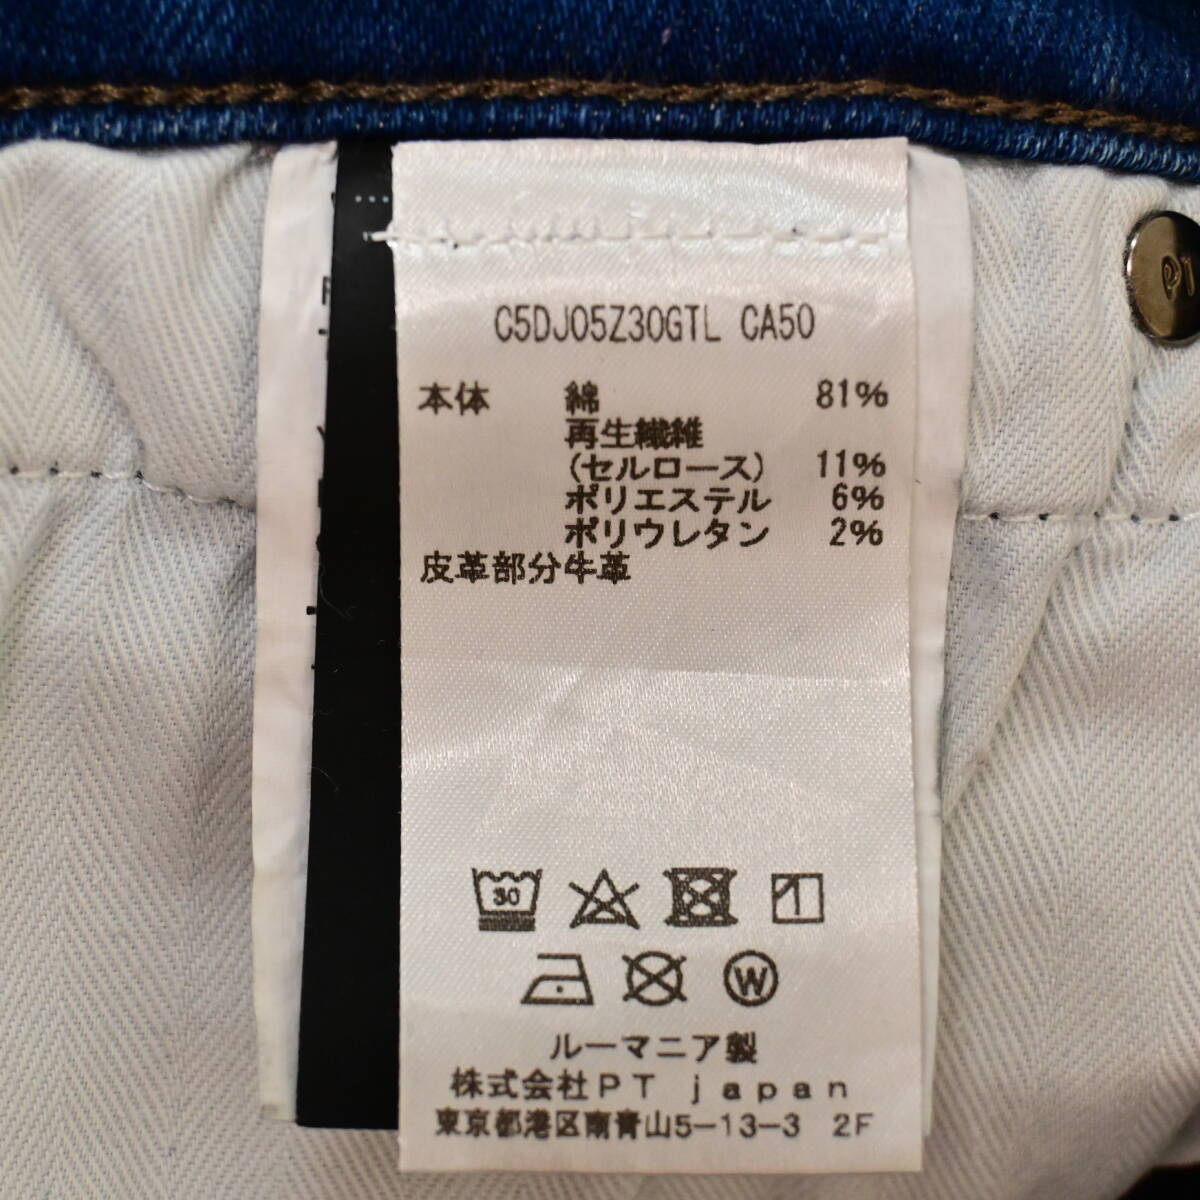 C5DJ05Z30GTL CA50
本体 綿 81%
再生繊維
(セルロース) 11%
ポリエステル 6%
ポリウレタン 2%
皮革部分牛革
30
W
ルーマニア製
株式会社PT japan
東京都港区南青山5-13-3 2F